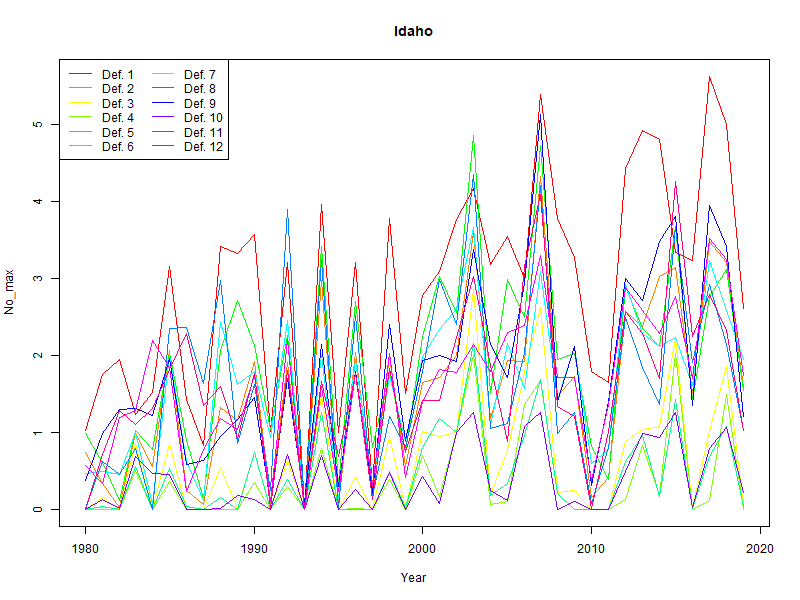 Idaho
Def. 1 Def. 7
Def. 2 Def. 8
Def. 3 Def. 9
Def. 4 Def. 10
Def. 5 Def. 11
Def. 6 Def. 12
No_max
5
4
3
2
1
0
1980 1990 2000 2010 2020
Year